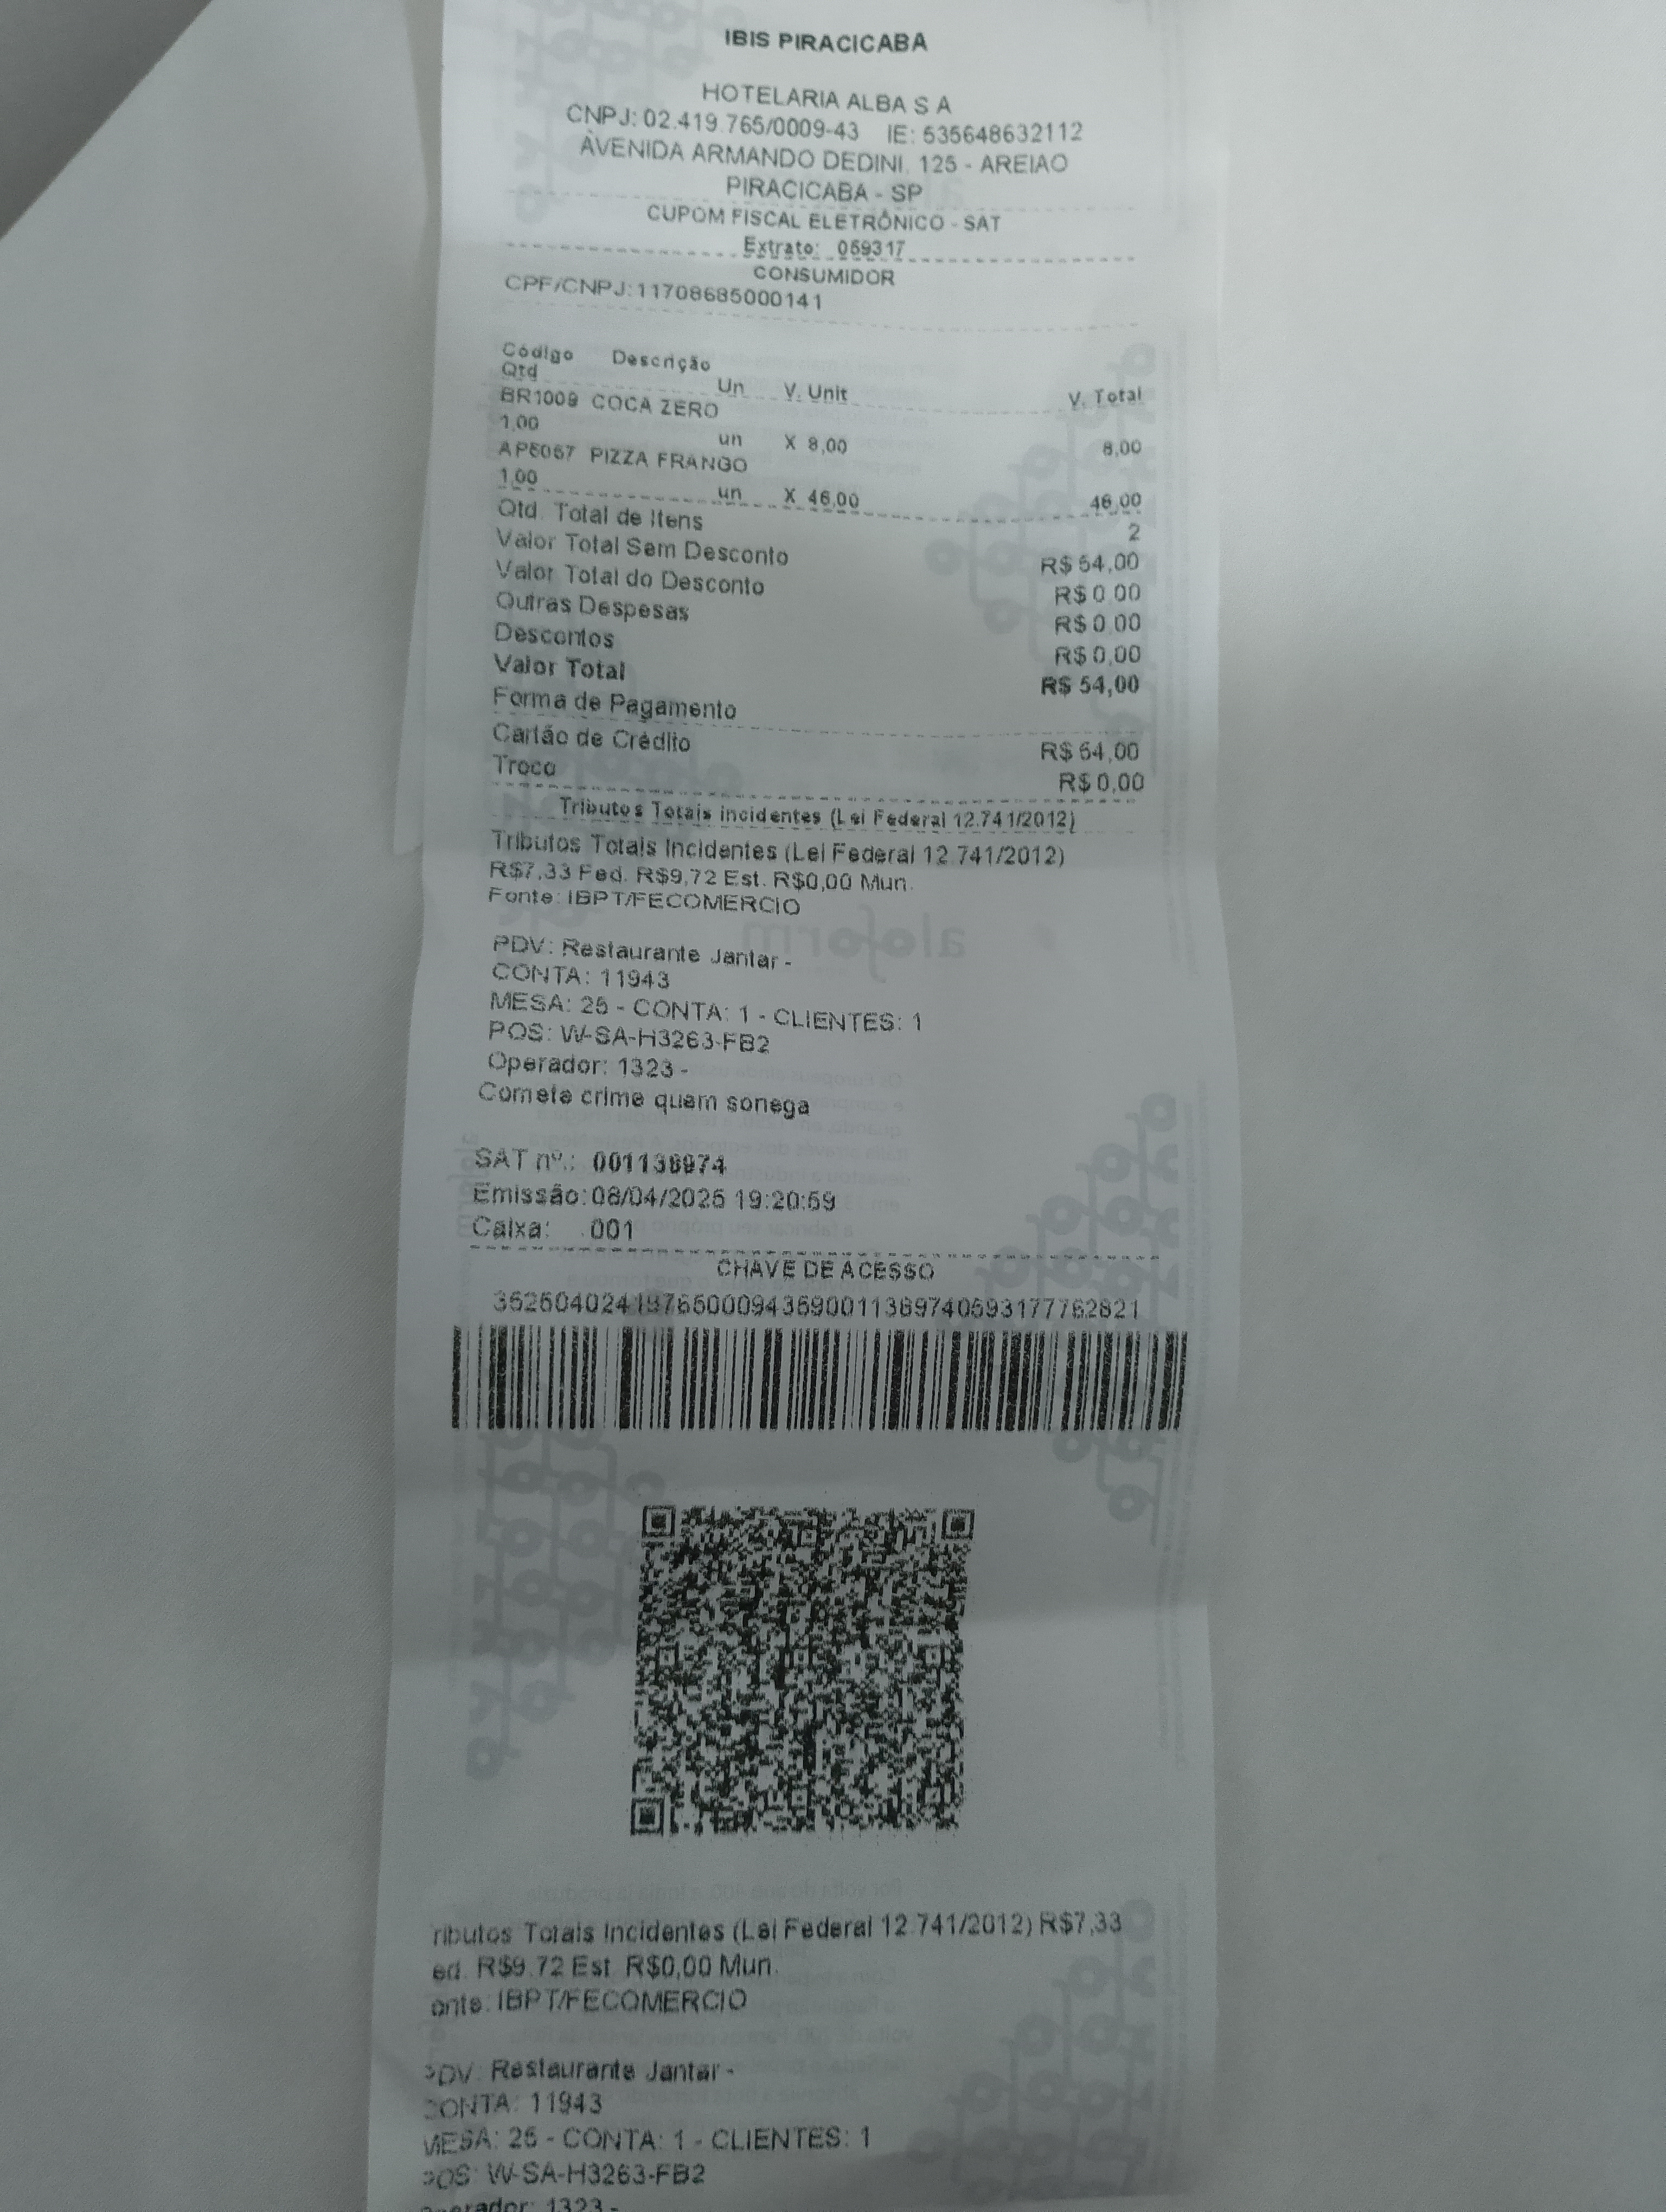 IBIS PIRACICABA
HOTELARIA ALBA S A
CNPJ: 02.419.765/0009-43 IE: 535648632112
AVENIDA ARMANDO DEDINI, 125 - AREIAO
PIRACICABA - SP
CUPOM FISCAL ELETRÔNICO - SAT
Extrato: 059317
CONSUMIDOR
CPF/CNPJ:11708685000141
Código Descrição
Qtd Un V. Unit V. Total
BR1009 COCA ZERO
1,00 un X 8,00 8,00
AP5057 PIZZA FRANGO
1,00 un X 46,00 46,00
Qtd. Total de Itens 2
Valor Total Sem Desconto R$ 54,00
Valor Total do Desconto R$ 0,00
Outras Despesas R$ 0,00
Descontos R$ 0,00
Valor Total R$ 54,00
Forma de Pagamento
Cartão de Crédito R$ 54,00
Troco R$ 0,00
Tributos Totais Incidentes (Lei Federal 12.741/2012)
Tributos Totais Incidentes (Lei Federal 12.741/2012)
R$7,33 Fed. R$9,72 Est. R$0,00 Mun.
Fonte: IBPT/FECOMERCIO
aloform
PDV: Restaurante Jantar -
CONTA: 11943
MESA: 25 - CONTA: 1 - CLIENTES: 1
POS: W-SA-H3263-FB2
Operador: 1323 -
Comete crime quem sonega
SAT nº.: 001138974
Emissão:08/04/2025 19:20:59
Caixa: 001
CHAVE DE ACESSO
35250402419765000943590011389740593177762821
ributos Totais Incidentes (Lei Federal 12.741/2012) R$7,33
ed. R$9,72 Est. R$0,00 Mun.
onte: IBPT/FECOMERCIO
PDV: Restaurante Jantar -
CONTA: 11943
MESA: 25 - CONTA: 1 - CLIENTES: 1
POS: W-SA-H3263-FB2
perador: 1323 -